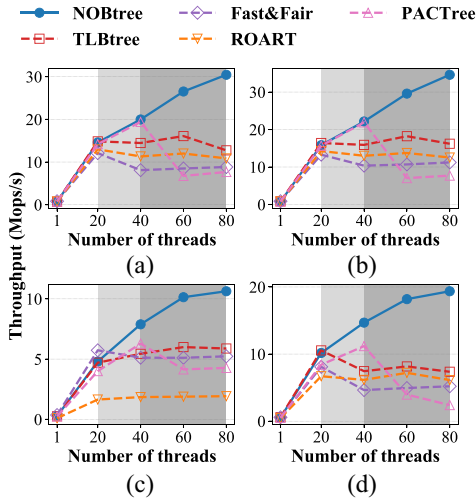 NOBtree Fast&Fair PACTree
TLBtree ROART
Throughput (Mops/s)
30
20
10
0
1 20 40 60 80
Number of threads
(a)
30
20
10
0
1 20 40 60 80
Number of threads
(b)
10
5
0
1 20 40 60 80
Number of threads
(c)
20
10
0
1 20 40 60 80
Number of threads
(d)